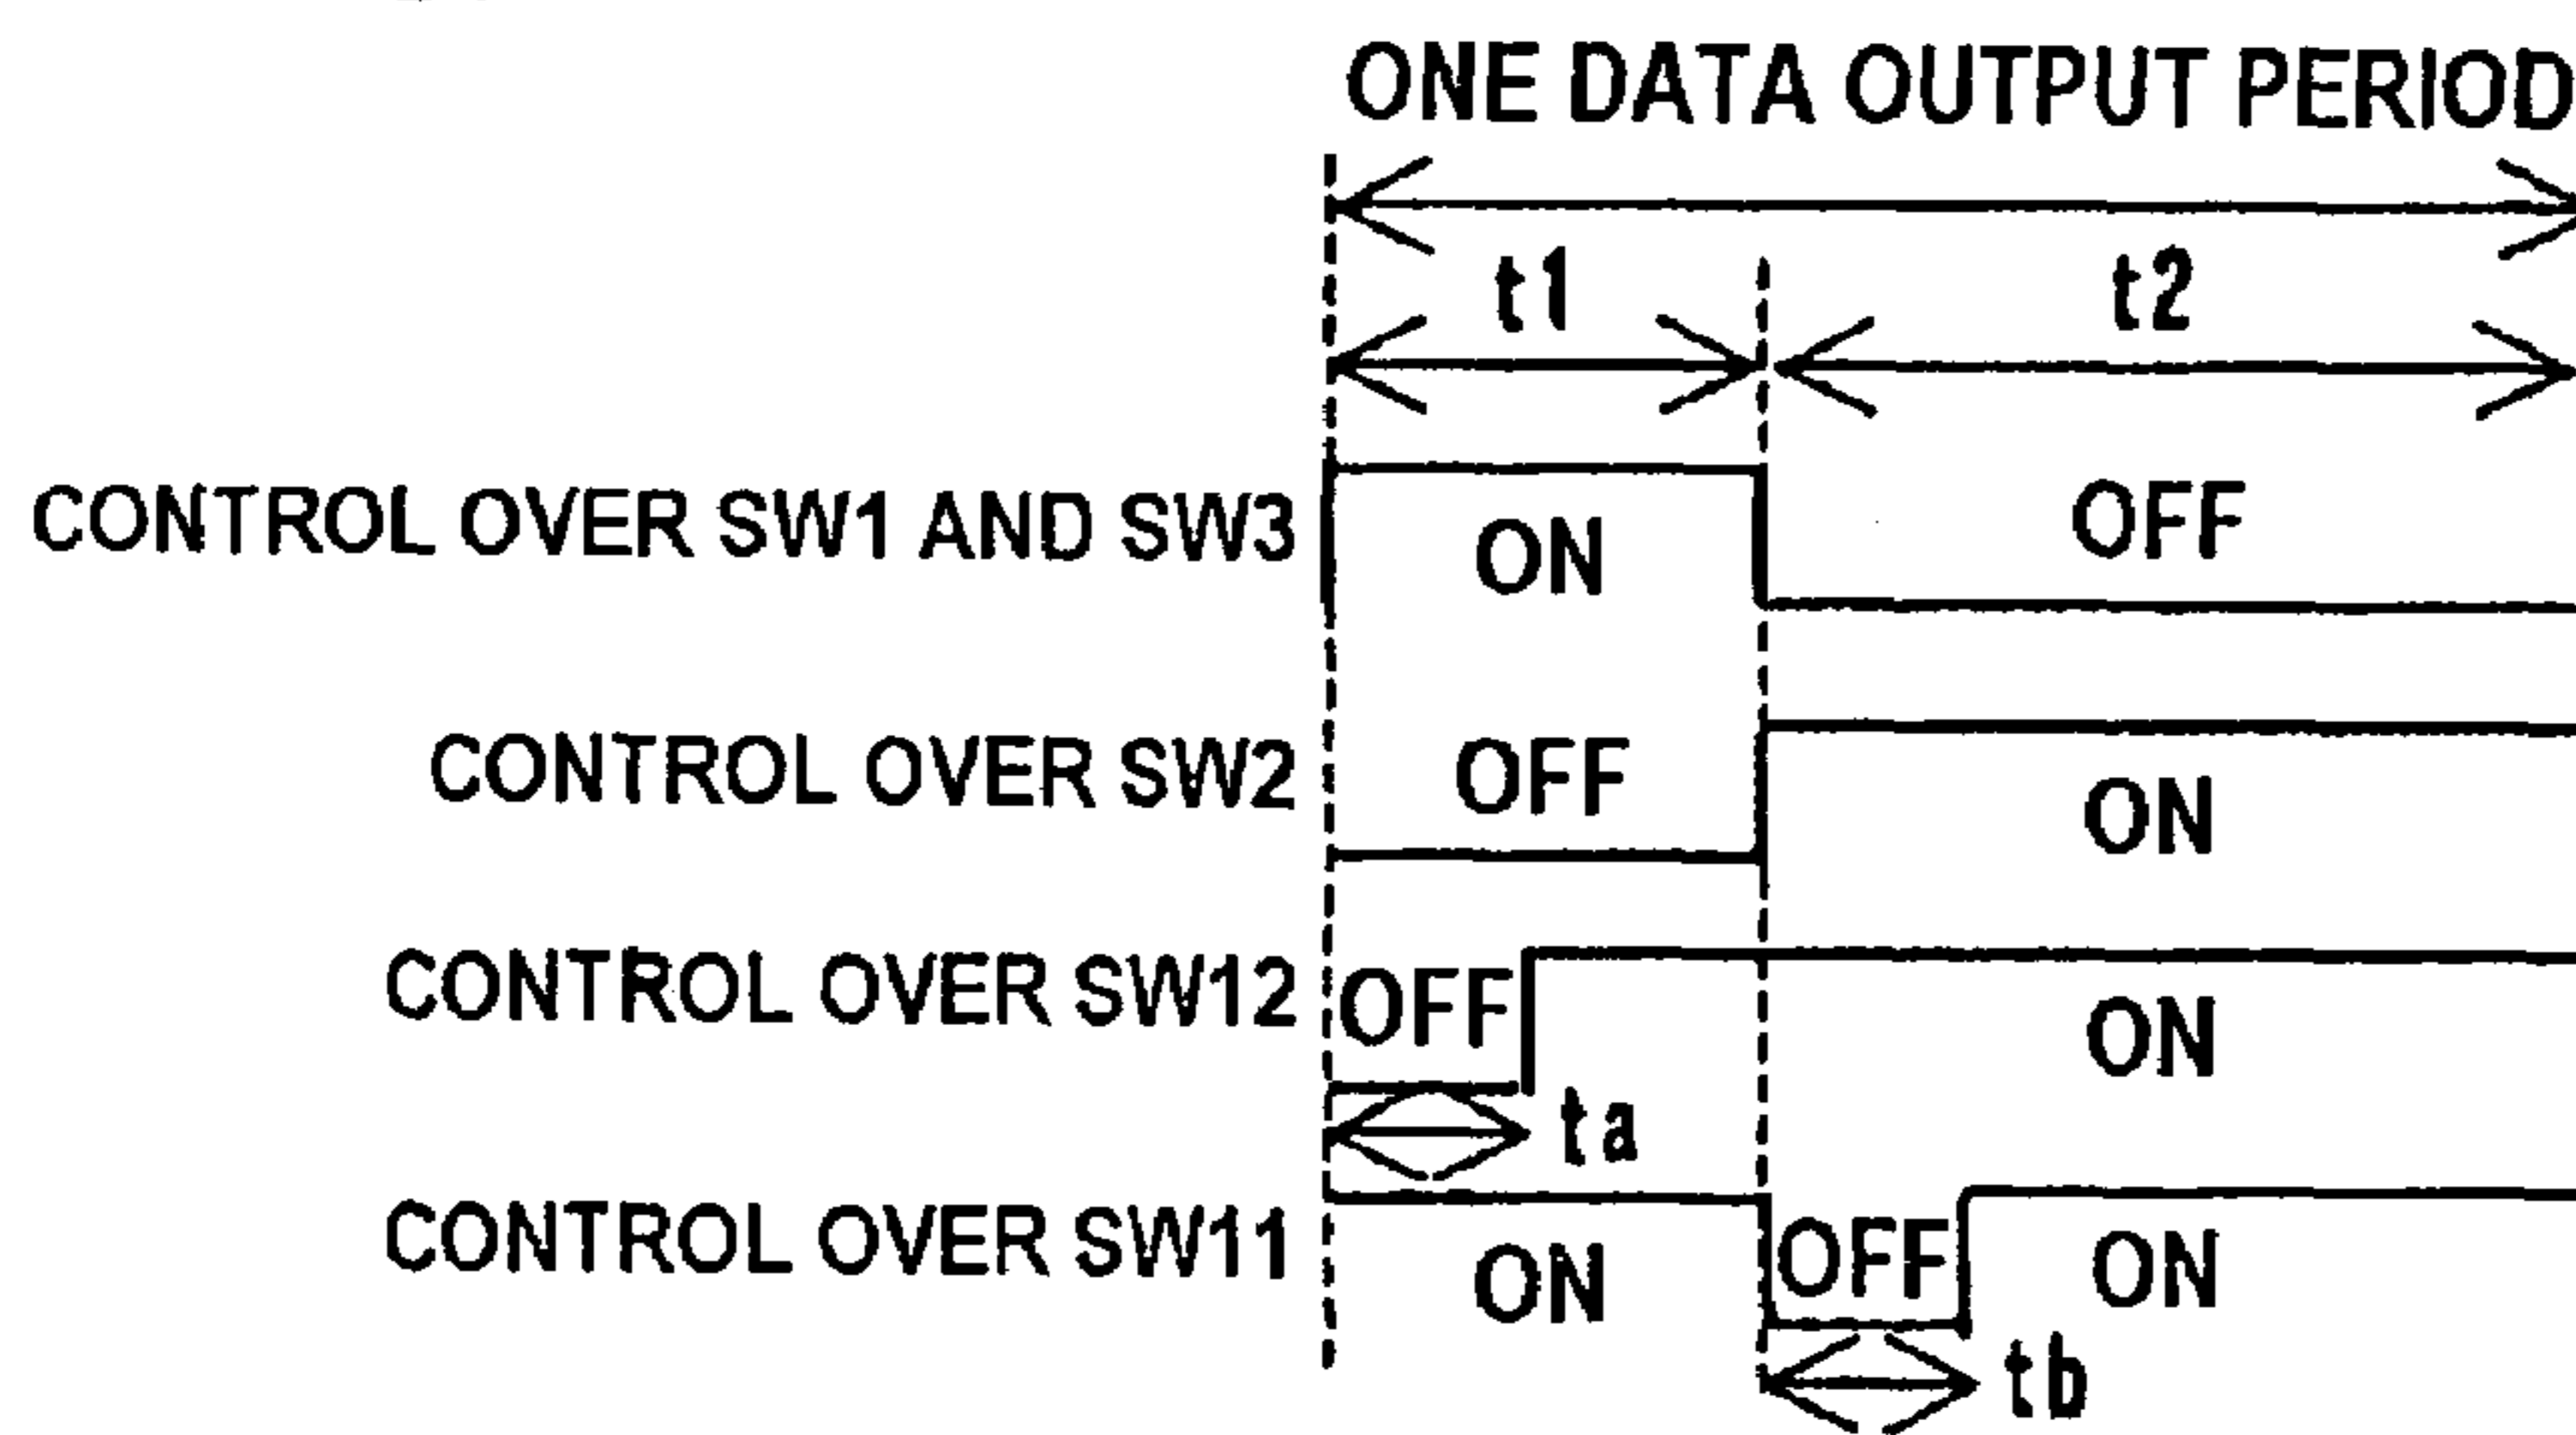 ONE DATA OUTPUT PERIOD
t1 t2
CONTROL OVER SW1 AND SW3 ON OFF
CONTROL OVER SW2 OFF ON
CONTROL OVER SW12 OFF ON
ta
CONTROL OVER SW11 ON OFF ON
tb